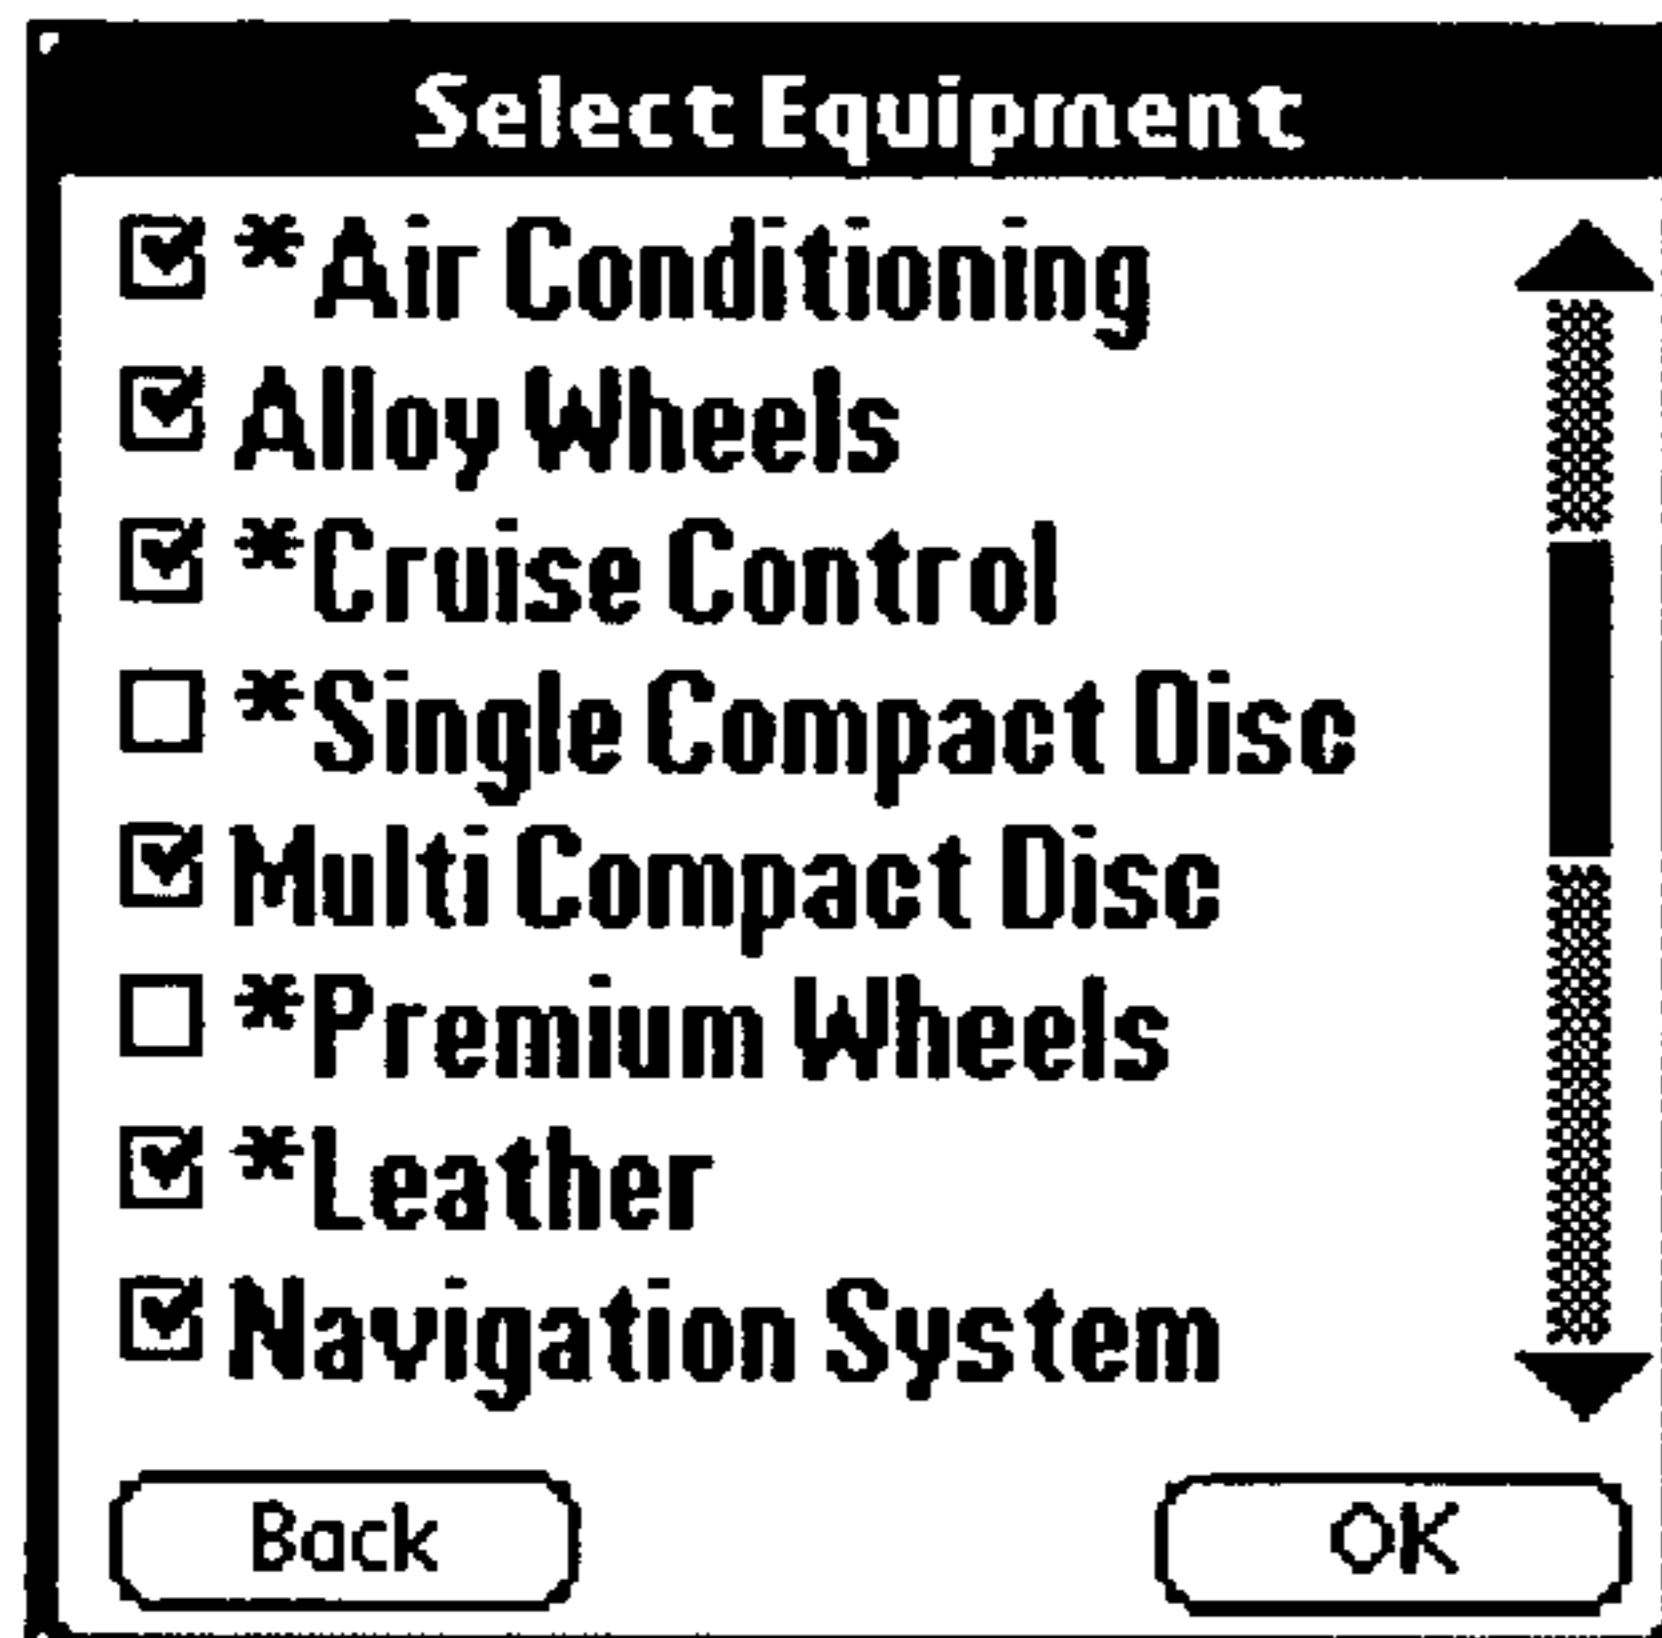 Select Equipment
*Air Conditioning
Alloy Wheels
*Cruise Control
*Single Compact Disc
Multi Compact Disc
*Premium Wheels
*Leather
Navigation System
Back OK